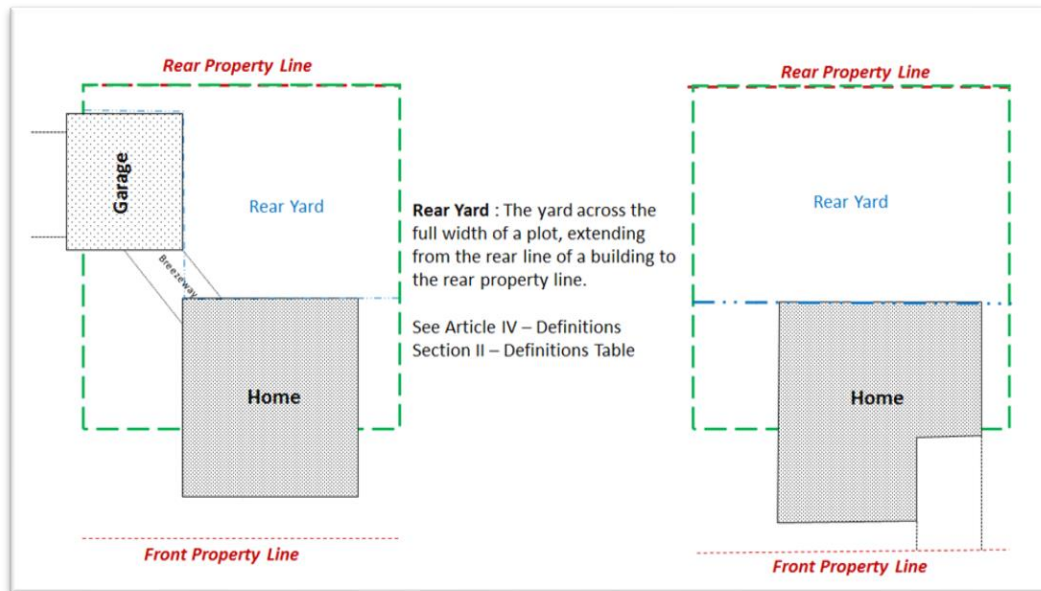 Rear Property Line
Garage
Rear Yard
Breezeway
Home
Front Property Line
Rear Yard : The yard across the
full width of a plot, extending
from the rear line of a building to
the rear property line.
See Article IV – Definitions
Section II – Definitions Table
Rear Property Line
Rear Yard
Home
Front Property Line